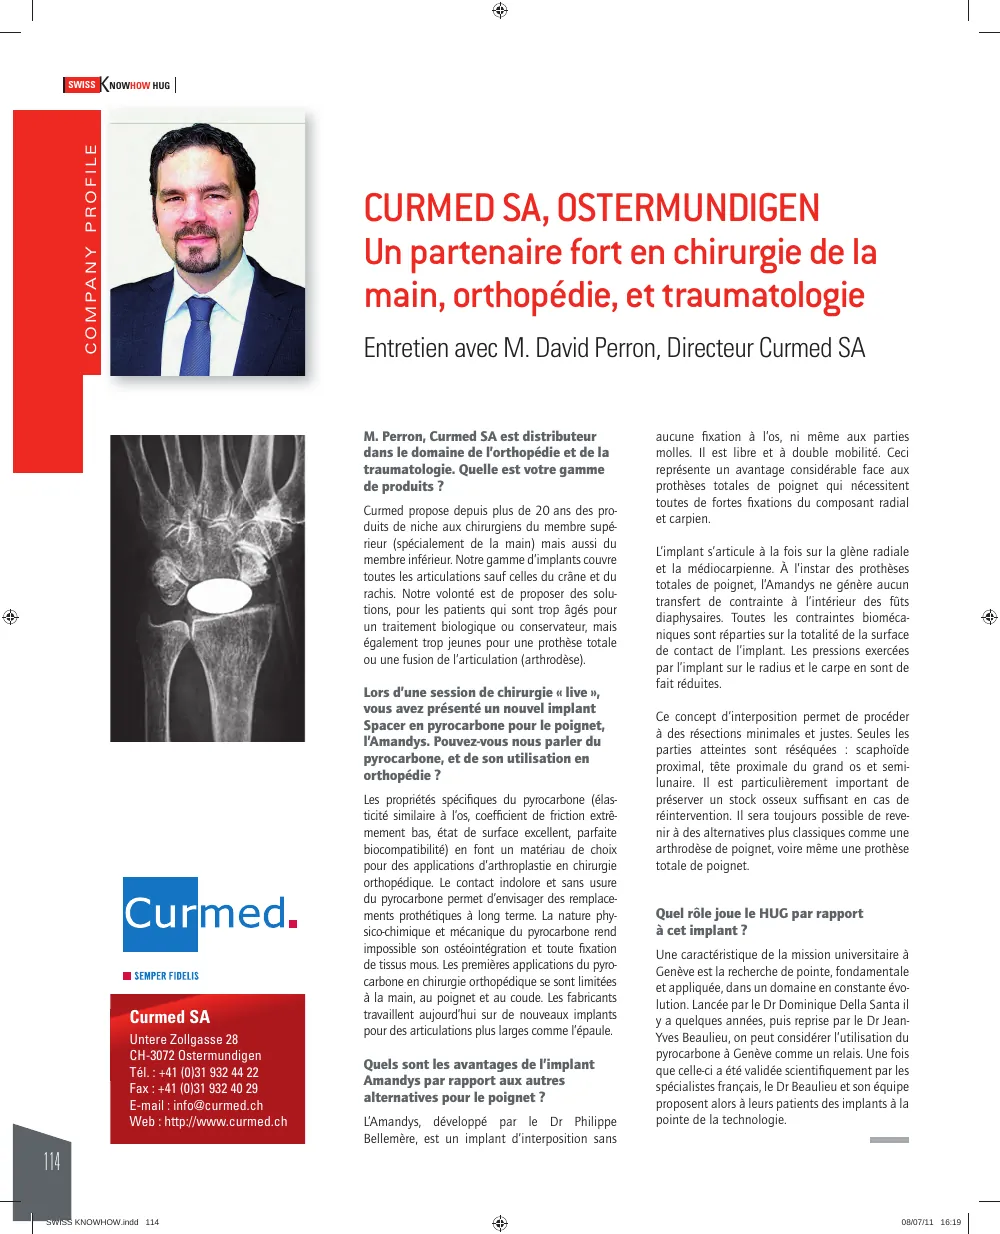 SWISS KNOWHOW HUG
COMPANY PROFILE
CURMED SA, OSTERMUNDIGEN
Un partenaire fort en chirurgie de la
main, orthopédie, et traumatologie
Entretien avec M. David Perron, Directeur Curmed SA
M. Perron, Curmed SA est distributeur
dans le domaine de l'orthopédie et de la
traumatologie. Quelle est votre gamme
de produits ?
Curmed propose depuis plus de 20 ans des pro-
duits de niche aux chirurgiens du membre supé-
rieur (spécialement de la main) mais aussi du
membre inférieur. Notre gamme d'implants couvre
toutes les articulations sauf celles du crâne et du
rachis. Notre volonté est de proposer des solu-
tions, pour les patients qui sont trop âgés pour
un traitement biologique ou conservateur, mais
également trop jeunes pour une prothèse totale
ou une fusion de l'articulation (arthrodèse).
Lors d'une session de chirurgie « live »,
vous avez présenté un nouvel implant
Spacer en pyrocarbone pour le poignet,
l'Amandys. Pouvez-vous nous parler du
pyrocarbone, et de son utilisation en
orthopédie ?
Les propriétés spécifiques du pyrocarbone (élas-
ticité similaire à l'os, coefficient de friction extrê-
mement bas, état de surface excellent, parfaite
biocompatibilité) en font un matériau de choix
pour des applications d'arthroplastie en chirurgie
orthopédique. Le contact indolore et sans usure
du pyrocarbone permet d'envisager des remplace-
ments prothétiques à long terme. La nature phy-
sico-chimique et mécanique du pyrocarbone rend
impossible son ostéointégration et toute fixation
de tissus mous. Les premières applications du pyro-
carbone en chirurgie orthopédique se sont limitées
à la main, au poignet et au coude. Les fabricants
travaillent aujourd'hui sur de nouveaux implants
pour des articulations plus larges comme l'épaule.
Quels sont les avantages de l'implant
Amandys par rapport aux autres
alternatives pour le poignet ?
L'Amandys, développé par le Dr Philippe
Bellemère, est un implant d'interposition sans
aucune fixation à l'os, ni même aux parties
molles. Il est libre et à double mobilité. Ceci
représente un avantage considérable face aux
prothèses totales de poignet qui nécessitent
toutes de fortes fixations du composant radial
et carpien.
L'implant s'articule à la fois sur la glène radiale
et la médiocarpienne. À l'instar des prothèses
totales de poignet, l'Amandys ne génère aucun
transfert de contrainte à l'intérieur des fûts
diaphysaires. Toutes les contraintes bioméca-
niques sont réparties sur la totalité de la surface
de contact de l'implant. Les pressions exercées
par l'implant sur le radius et le carpe en sont de
fait réduites.
Ce concept d'interposition permet de procéder
à des résections minimales et justes. Seules les
parties atteintes sont réséquées : scaphoïde
proximal, tête proximale du grand os et semi-
lunaire. Il est particulièrement important de
préserver un stock osseux suffisant en cas de
réintervention. Il sera toujours possible de reve-
nir à des alternatives plus classiques comme une
arthrodèse de poignet, voire même une prothèse
totale de poignet.
Quel rôle joue le HUG par rapport
à cet implant ?
Une caractéristique de la mission universitaire à
Genève est la recherche de pointe, fondamentale
et appliquée, dans un domaine en constante évo-
lution. Lancée par le Dr Dominique Della Santa il
y a quelques années, puis reprise par le Dr Jean-
Yves Beaulieu, on peut considérer l'utilisation du
pyrocarbone à Genève comme un relais. Une fois
que celle-ci a été validée scientifiquement par les
spécialistes français, le Dr Beaulieu et son équipe
proposent alors à leurs patients des implants à la
pointe de la technologie.
Curmed.
SEMPER FIDELIS
Curmed SA
Untere Zollgasse 28
CH-3072 Ostermundigen
Tél. : +41 (0)31 932 44 22
Fax : +41 (0)31 932 40 29
E-mail : info@curmed.ch
Web : http://www.curmed.ch
114
SWISS KNOWHOW.indd 114
08/07/11 16:19